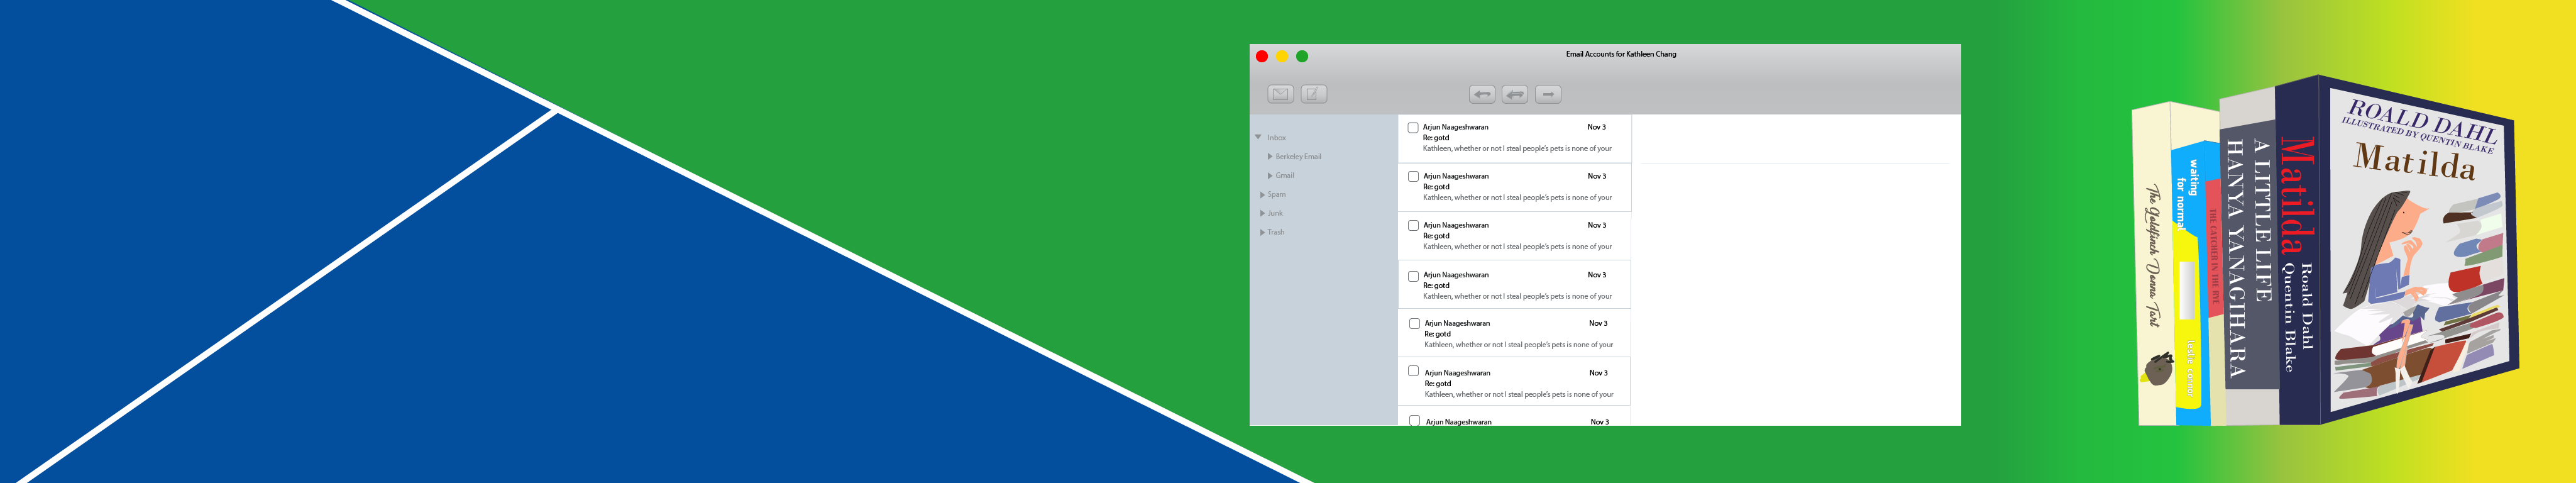 Email Accounts for Kathleen Chang
Inbox
Berkeley Email
Gmail
Spam
Junk
Trash
Arjun Naageshwaran Nov 3
Re: gotd
Kathleen, whether or not I steal people's pets is none of your
Arjun Naageshwaran Nov 3
Re: gotd
Kathleen, whether or not I steal people's pets is none of your
Arjun Naageshwaran Nov 3
Re: gotd
Kathleen, whether or not I steal people's pets is none of your
Arjun Naageshwaran Nov 3
Re: gotd
Kathleen, whether or not I steal people's pets is none of your
Arjun Naageshwaran Nov 3
Re: gotd
Kathleen, whether or not I steal people's pets is none of your
Arjun Naageshwaran Nov 3
Re: gotd
Kathleen, whether or not I steal people's pets is none of your
Arjun Naageshwaran Nov 3
The Goldfinch Donna Tart
waiting
for normal
leslie connor
THE CATCHER IN THE RYE
A LITTLE LIFE
HANYA YANAGIHARA
Matilda
Roald Dahl
Quentin Blake
ROALD DAHL
ILLUSTRATED BY QUENTIN BLAKE
Matilda